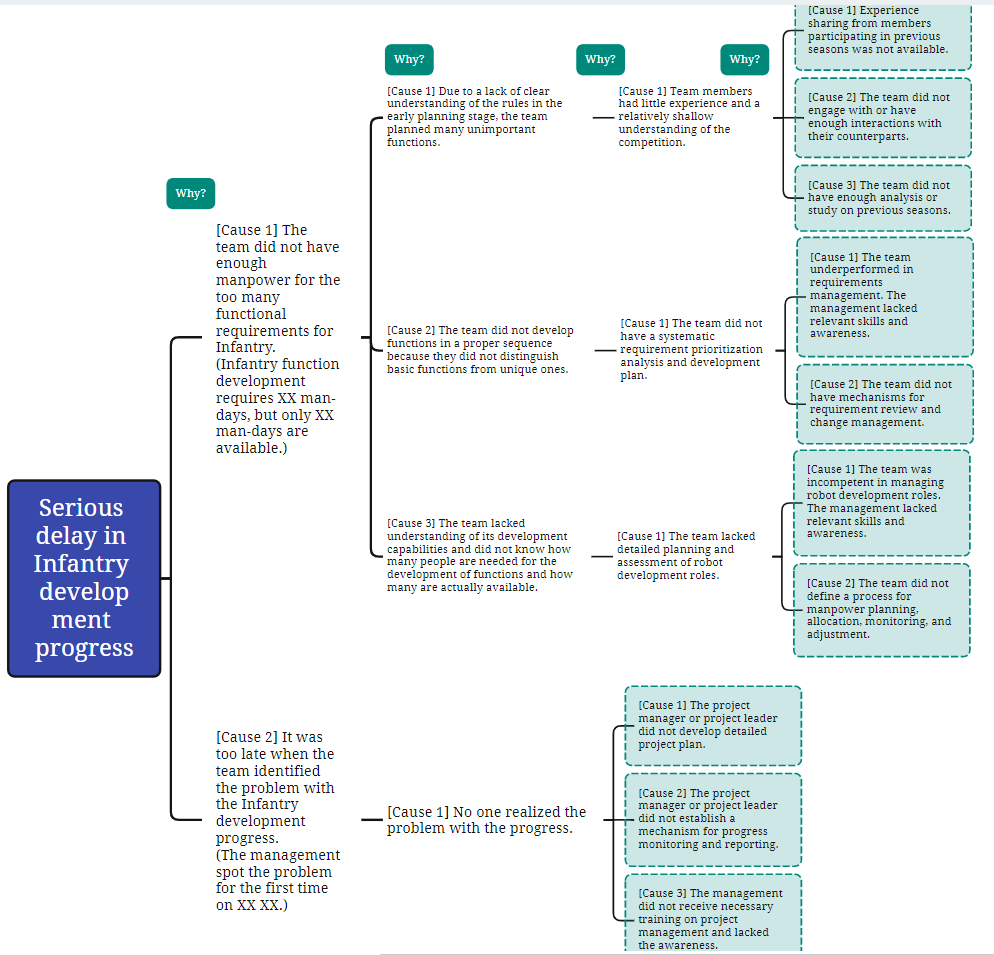 Serious
delay in
Infantry
develop
ment
progress
Why?
[Cause 1] The
team did not have
enough
manpower for the
too many
functional
requirements for
Infantry.
(Infantry function
development
requires XX man-
days, but only XX
man-days are
available.)
Why?
[Cause 1] Due to a lack of clear
understanding of the rules in the
early planning stage, the team
planned many unimportant
functions.
Why?
[Cause 1] Team members
had little experience and a
relatively shallow
understanding of the
competition.
Why?
[Cause 1] Experience
sharing from members
participating in previous
seasons was not available.
[Cause 2] The team did not
engage with or have
enough interactions with
their counterparts.
[Cause 3] The team did not
have enough analysis or
study on previous seasons.
[Cause 2] The team did not develop
functions in a proper sequence
because they did not distinguish
basic functions from unique ones.
[Cause 1] The team did not
have a systematic
requirement prioritization
analysis and development
plan.
[Cause 1] The team
underperformed in
requirements
management. The
management lacked
relevant skills and
awareness.
[Cause 2] The team did not
have mechanisms for
requirement review and
change management.
[Cause 3] The team lacked
understanding of its development
capabilities and did not know how
many people are needed for the
development of functions and how
many are actually available.
[Cause 1] The team lacked
detailed planning and
assessment of robot
development roles.
[Cause 1] The team was
incompetent in managing
robot development roles.
The management lacked
relevant skills and
awareness.
[Cause 2] The team did not
define a process for
manpower planning,
allocation, monitoring, and
adjustment.
[Cause 2] It was
too late when the
team identified
the problem with
the Infantry
development
progress.
(The management
spot the problem
for the first time
on XX XX.)
[Cause 1] No one realized the
problem with the progress.
[Cause 1] The project
manager or project leader
did not develop detailed
project plan.
[Cause 2] The project
manager or project leader
did not establish a
mechanism for progress
monitoring and reporting.
[Cause 3] The management
did not receive necessary
training on project
management and lacked
the awareness.